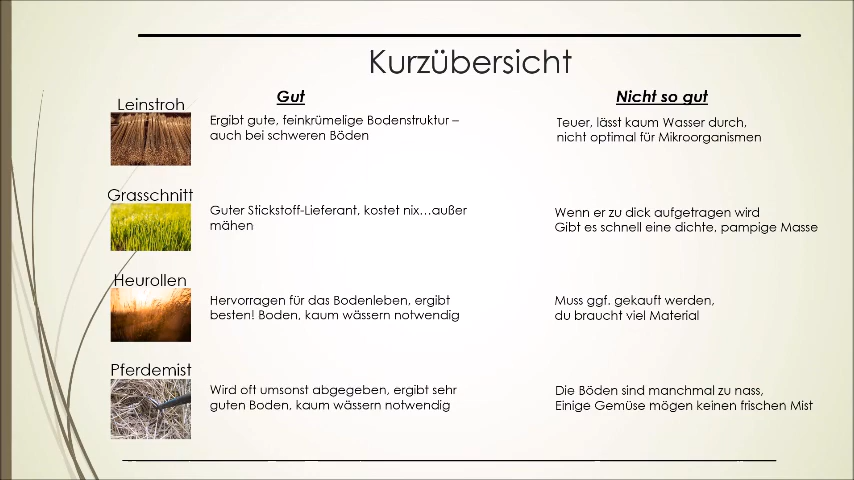 Kurzübersicht
Gut
Nicht so gut
Leinstroh
Ergibt gute, feinkrümelige Bodenstruktur –
auch bei schweren Böden
Teuer, lässt kaum Wasser durch,
nicht optimal für Mikroorganismen
Grasschnitt
Guter Stickstoff-Lieferant, kostet nix…außer
mähen
Wenn er zu dick aufgetragen wird
Gibt es schnell eine dichte, pampige Masse
Heurollen
Hervorragen für das Bodenleben, ergibt
besten! Boden, kaum wässern notwendig
Muss ggf. gekauft werden,
du braucht viel Material
Pferdemist
Wird oft umsonst abgegeben, ergibt sehr
guten Boden, kaum wässern notwendig
Die Böden sind manchmal zu nass,
Einige Gemüse mögen keinen frischen Mist